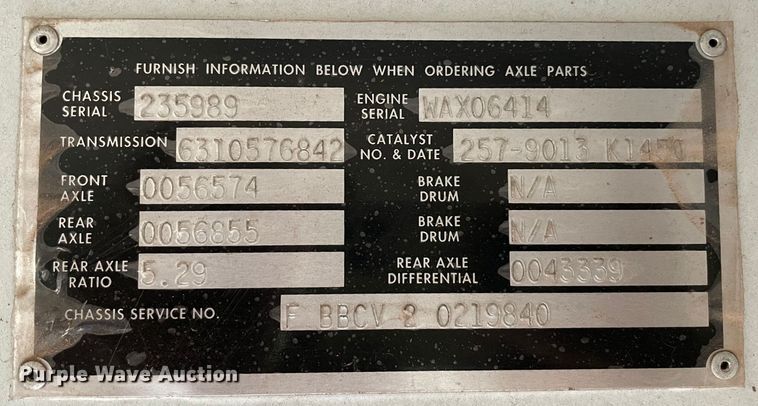 FURNISH INFORMATION BELOW WHEN ORDERING AXLE PARTS
CHASSIS SERIAL 235989 ENGINE SERIAL WAX06414
TRANSMISSION 6310576842 CATALYST NO. & DATE 257-9013
FRONT AXLE 0056574 BRAKE DRUM N/A
REAR AXLE 0056855 BRAKE DRUM N/A
REAR AXLE RATIO 5.29 REAR AXLE DIFFERENTIAL 0043339
CHASSIS SERVICE NO. F BBCV 2 0219840
Purple Wave Auction